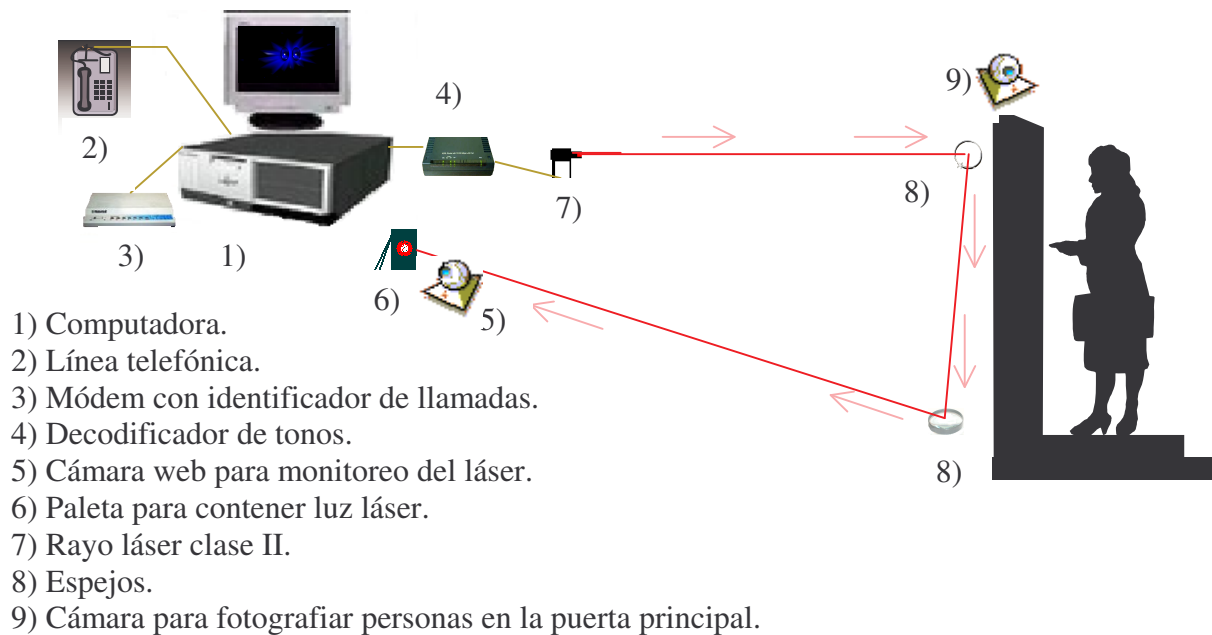 9)
4)
2)
8)
7)
3)
1)
6)
5)
8)
1) Computadora.
2) Línea telefónica.
3) Módem con identificador de llamadas.
4) Decodificador de tonos.
5) Cámara web para monitoreo del láser.
6) Paleta para contener luz láser.
7) Rayo láser clase II.
8) Espejos.
9) Cámara para fotografiar personas en la puerta principal.